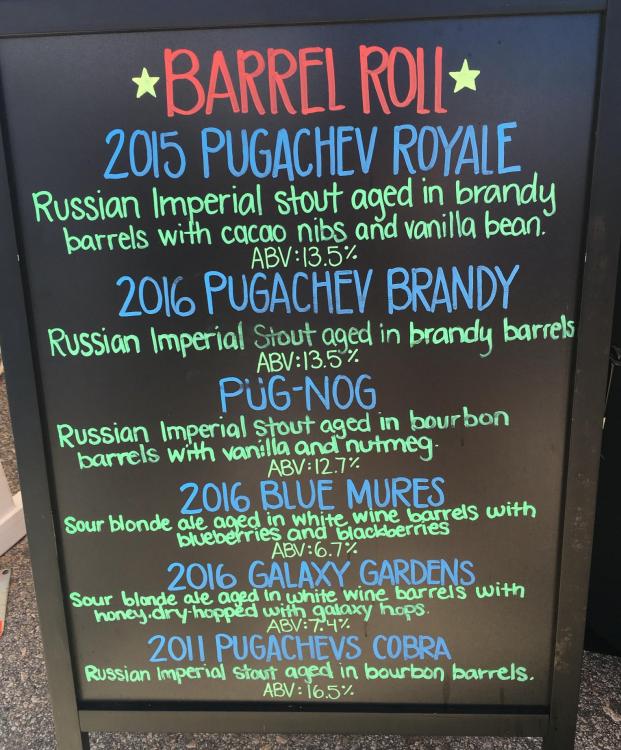 BARREL ROLL
2015 PUGACHEV ROYALE
Russian Imperial stout aged in brandy
barrels with cacao nibs and vanilla bean.
ABV:13.5%
2016 PUGACHEV BRANDY
Russian Imperial Stout aged in brandy barrels
ABV:13.5%
PÜG-NOG
Russian Imperial stout aged in bourbon
barrels with vanilla and nutmeg.
ABV:12.7%
2016 BLUE MURES
Sour blonde ale aged in white wine barrels with
blueberries and blackberries
ABV:6.7%
2016 GALAXY GARDENS
Sour blonde ale aged in white wine barrels with
honey, dry-hopped with galaxy hops.
ABV:7.4%
2011 PUGACHEVS COBRA
Russian Imperial stout aged in bourbon barrels.
ABV:16.5%